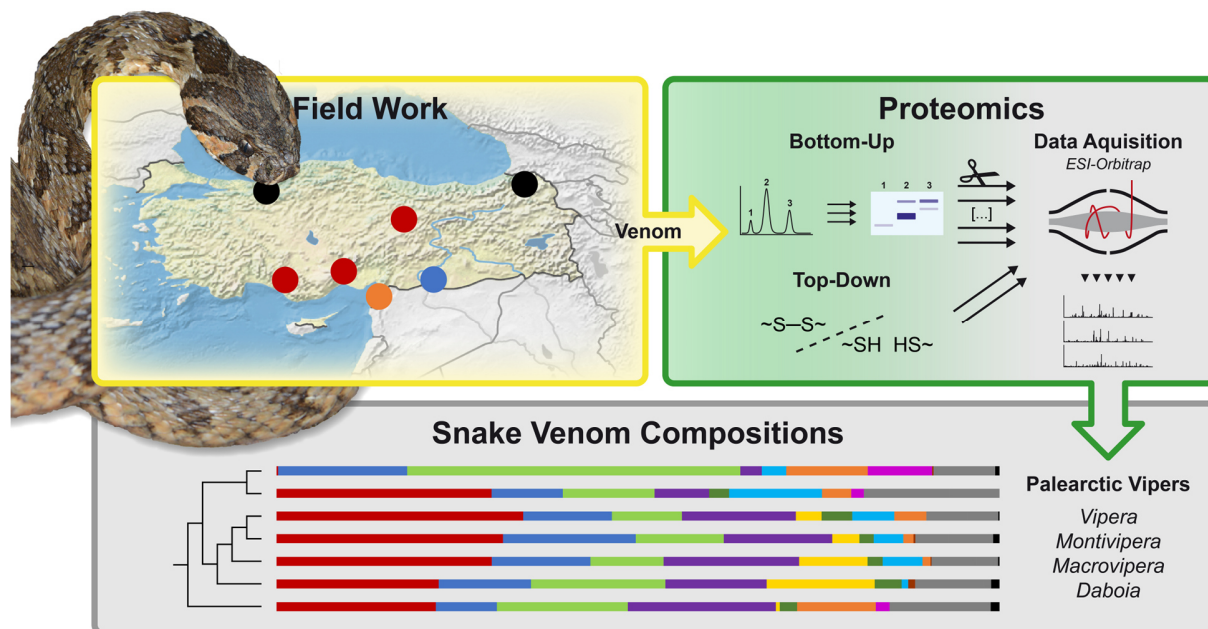 Field Work
Venom
Proteomics
Bottom-Up
1
2
3
1 2 3
[...]
Top-Down
~S—S~
~SH HS~
Data Aquisition
ESI-Orbitrap
Snake Venom Compositions
Palearctic Vipers
Vipera
Montivipera
Macrovipera
Daboia